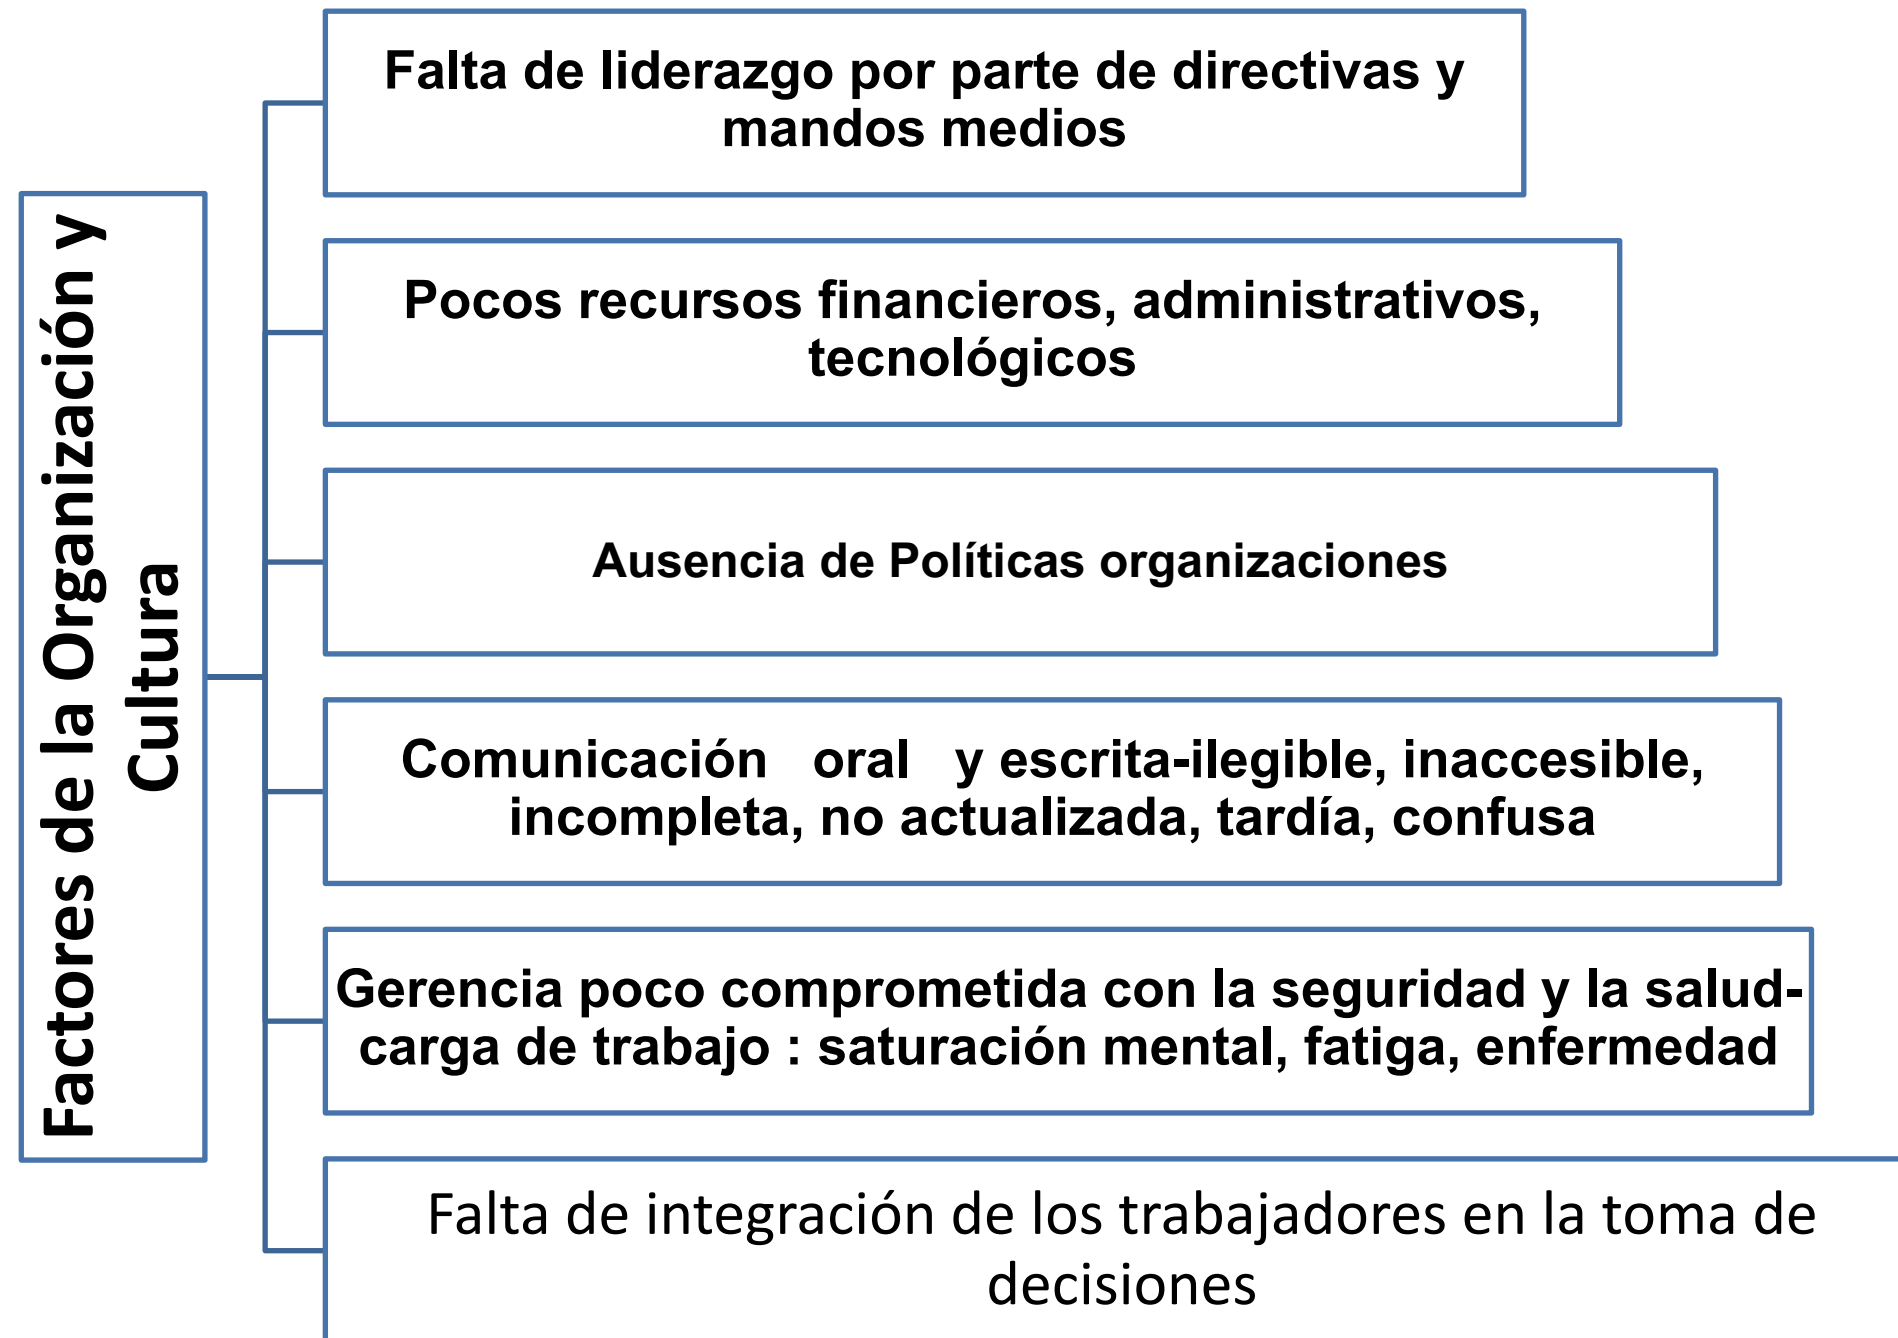 Factores de la Organización y
Cultura
Falta de liderazgo por parte de directivas y
mandos medios
Pocos recursos financieros, administrativos,
tecnológicos
Ausencia de Políticas organizaciones
Comunicación oral y escrita-ilegible, inaccesible,
incompleta, no actualizada, tardía, confusa
Gerencia poco comprometida con la seguridad y la salud-
carga de trabajo : saturación mental, fatiga, enfermedad
Falta de integración de los trabajadores en la toma de
decisiones